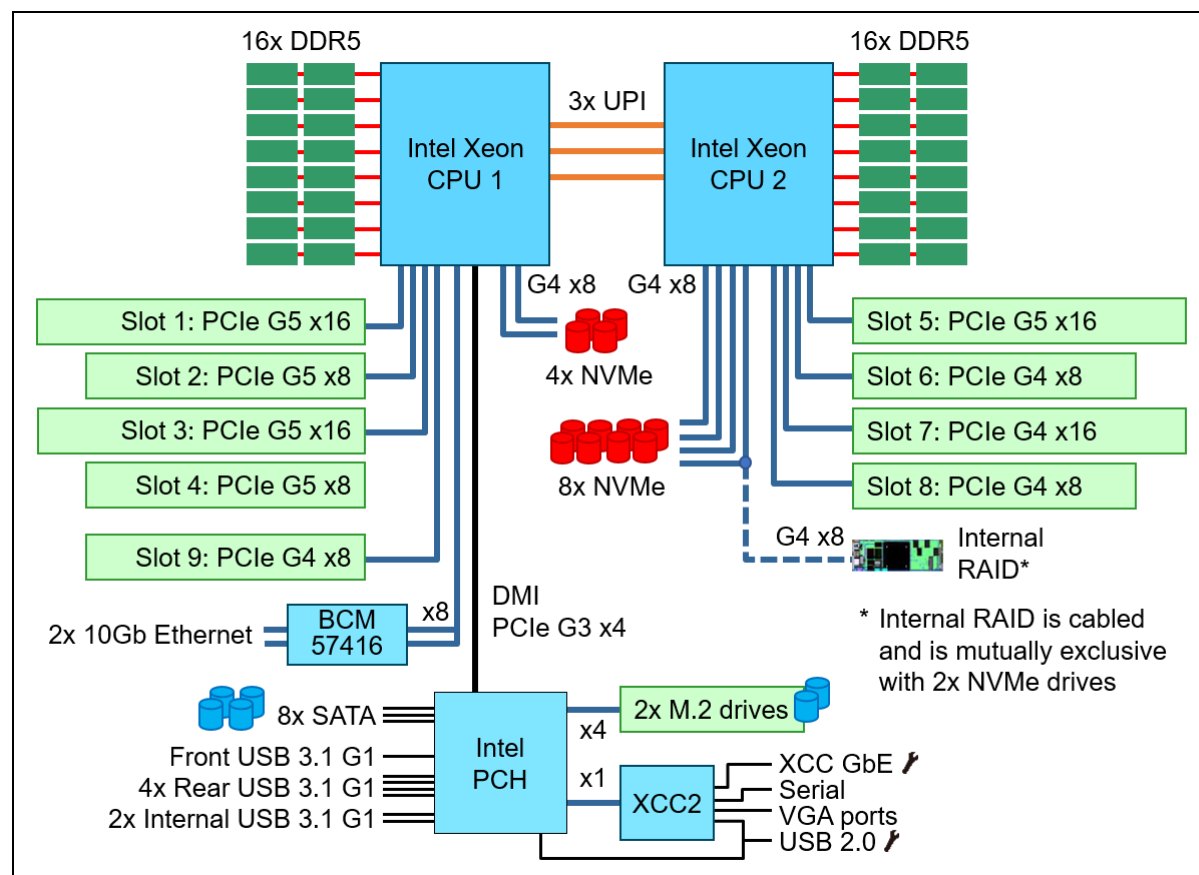 16x DDR5
16x DDR5
3x UPI
Intel Xeon
CPU 1
Intel Xeon
CPU 2
G4 x8
G4 x8
Slot 1: PCIe G5 x16
Slot 2: PCIe G5 x8
Slot 3: PCIe G5 x16
Slot 4: PCIe G5 x8
Slot 9: PCIe G4 x8
4x NVMe
8x NVMe
Slot 5: PCIe G5 x16
Slot 6: PCIe G4 x8
Slot 7: PCIe G4 x16
Slot 8: PCIe G4 x8
G4 x8
Internal
RAID*
* Internal RAID is cabled
and is mutually exclusive
with 2x NVMe drives
2x 10Gb Ethernet
BCM
57416
x8
DMI
PCIe G3 x4
8x SATA
Front USB 3.1 G1
4x Rear USB 3.1 G1
2x Internal USB 3.1 G1
Intel
PCH
x4
2x M.2 drives
x1
XCC2
XCC GbE
Serial
VGA ports
USB 2.0